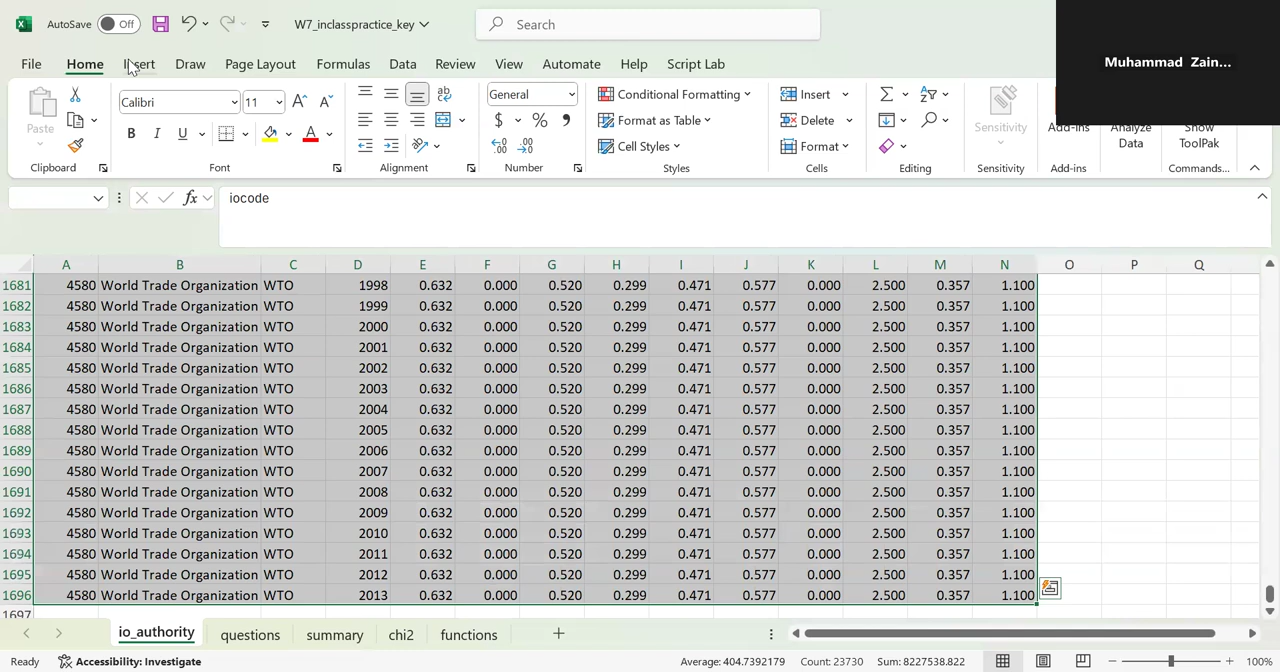 AutoSave Off W7_inclasspractice_key Search
Muhammad Zain...
File Home Insert Draw Page Layout Formulas Data Review View Automate Help Script Lab
Paste Calibri 11 General Conditional Formatting Insert Sensitivity Add-ins Analyze Data Show ToolPak
B I U A $ % , Format as Table Delete
Cell Styles Format
Clipboard Font Alignment Number Styles Cells Editing Sensitivity Add-ins Commands...
fx iocode
A B C D E F G H I J K L M N O P Q
1681 4580 World Trade Organization WTO 1998 0.632 0.000 0.520 0.299 0.471 0.577 0.000 2.500 0.357 1.100
1682 4580 World Trade Organization WTO 1999 0.632 0.000 0.520 0.299 0.471 0.577 0.000 2.500 0.357 1.100
1683 4580 World Trade Organization WTO 2000 0.632 0.000 0.520 0.299 0.471 0.577 0.000 2.500 0.357 1.100
1684 4580 World Trade Organization WTO 2001 0.632 0.000 0.520 0.299 0.471 0.577 0.000 2.500 0.357 1.100
1685 4580 World Trade Organization WTO 2002 0.632 0.000 0.520 0.299 0.471 0.577 0.000 2.500 0.357 1.100
1686 4580 World Trade Organization WTO 2003 0.632 0.000 0.520 0.299 0.471 0.577 0.000 2.500 0.357 1.100
1687 4580 World Trade Organization WTO 2004 0.632 0.000 0.520 0.299 0.471 0.577 0.000 2.500 0.357 1.100
1688 4580 World Trade Organization WTO 2005 0.632 0.000 0.520 0.299 0.471 0.577 0.000 2.500 0.357 1.100
1689 4580 World Trade Organization WTO 2006 0.632 0.000 0.520 0.299 0.471 0.577 0.000 2.500 0.357 1.100
1690 4580 World Trade Organization WTO 2007 0.632 0.000 0.520 0.299 0.471 0.577 0.000 2.500 0.357 1.100
1691 4580 World Trade Organization WTO 2008 0.632 0.000 0.520 0.299 0.471 0.577 0.000 2.500 0.357 1.100
1692 4580 World Trade Organization WTO 2009 0.632 0.000 0.520 0.299 0.471 0.577 0.000 2.500 0.357 1.100
1693 4580 World Trade Organization WTO 2010 0.632 0.000 0.520 0.299 0.471 0.577 0.000 2.500 0.357 1.100
1694 4580 World Trade Organization WTO 2011 0.632 0.000 0.520 0.299 0.471 0.577 0.000 2.500 0.357 1.100
1695 4580 World Trade Organization WTO 2012 0.632 0.000 0.520 0.299 0.471 0.577 0.000 2.500 0.357 1.100
1696 4580 World Trade Organization WTO 2013 0.632 0.000 0.520 0.299 0.471 0.577 0.000 2.500 0.357 1.100
1697
io_authority questions summary chi2 functions
Ready Accessibility: Investigate Average: 404.7392179 Count: 23730 Sum: 8227538.822 100%